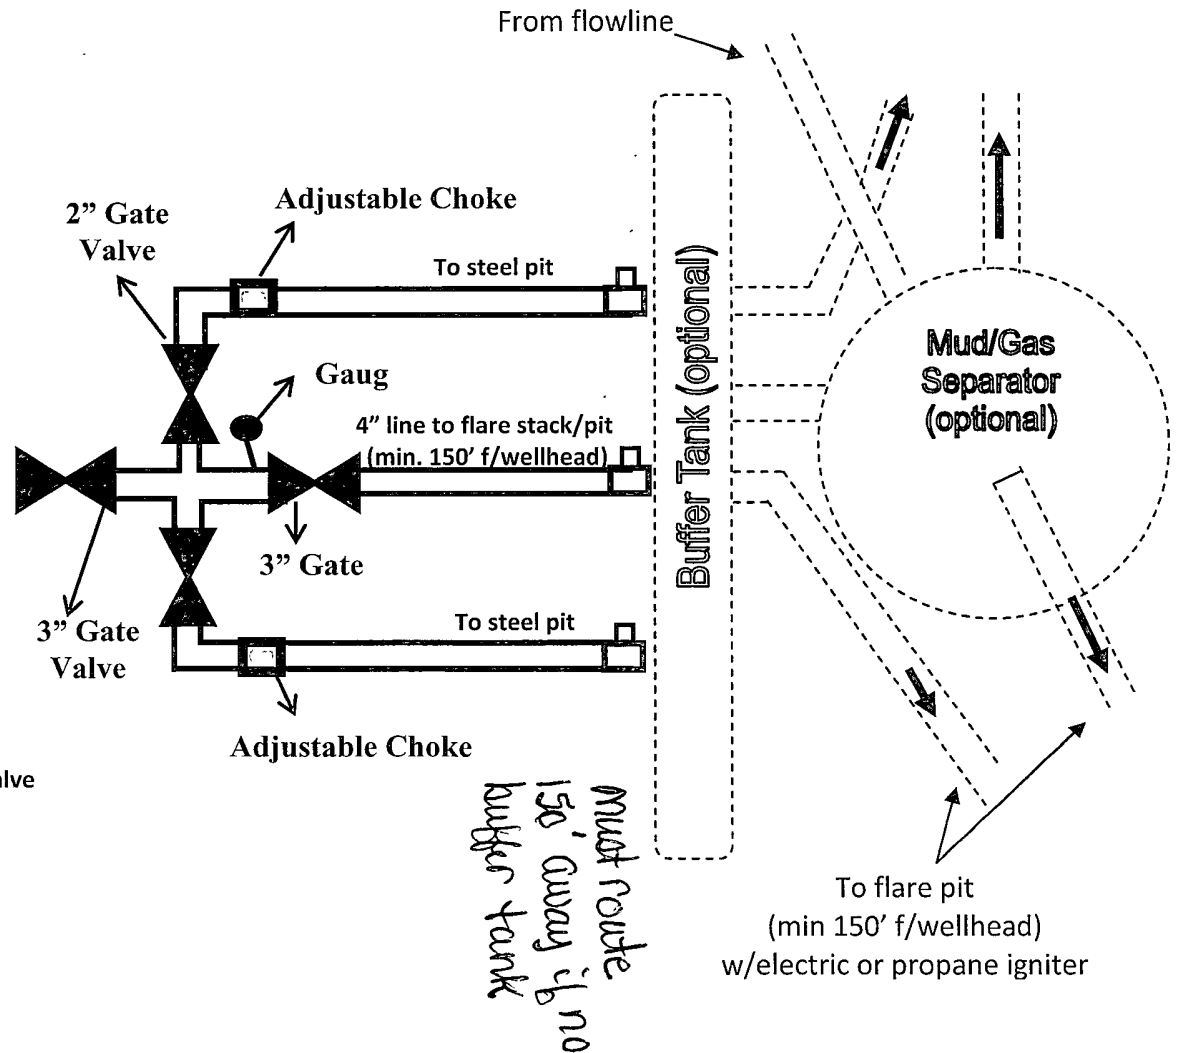 From flowline
Adjustable Choke
2” Gate
Valve
To steel pit
Gaug
4” line to flare stack/pit
(min. 150’ f/wellhead)
Buffer Tank (optional)
Mud/Gas
Separator
(optional)
3” Gate
3” Gate
Valve
To steel pit
Adjustable Choke
alve
must route
150' away if no
buffer tank
To flare pit
(min 150’ f/wellhead)
w/electric or propane igniter